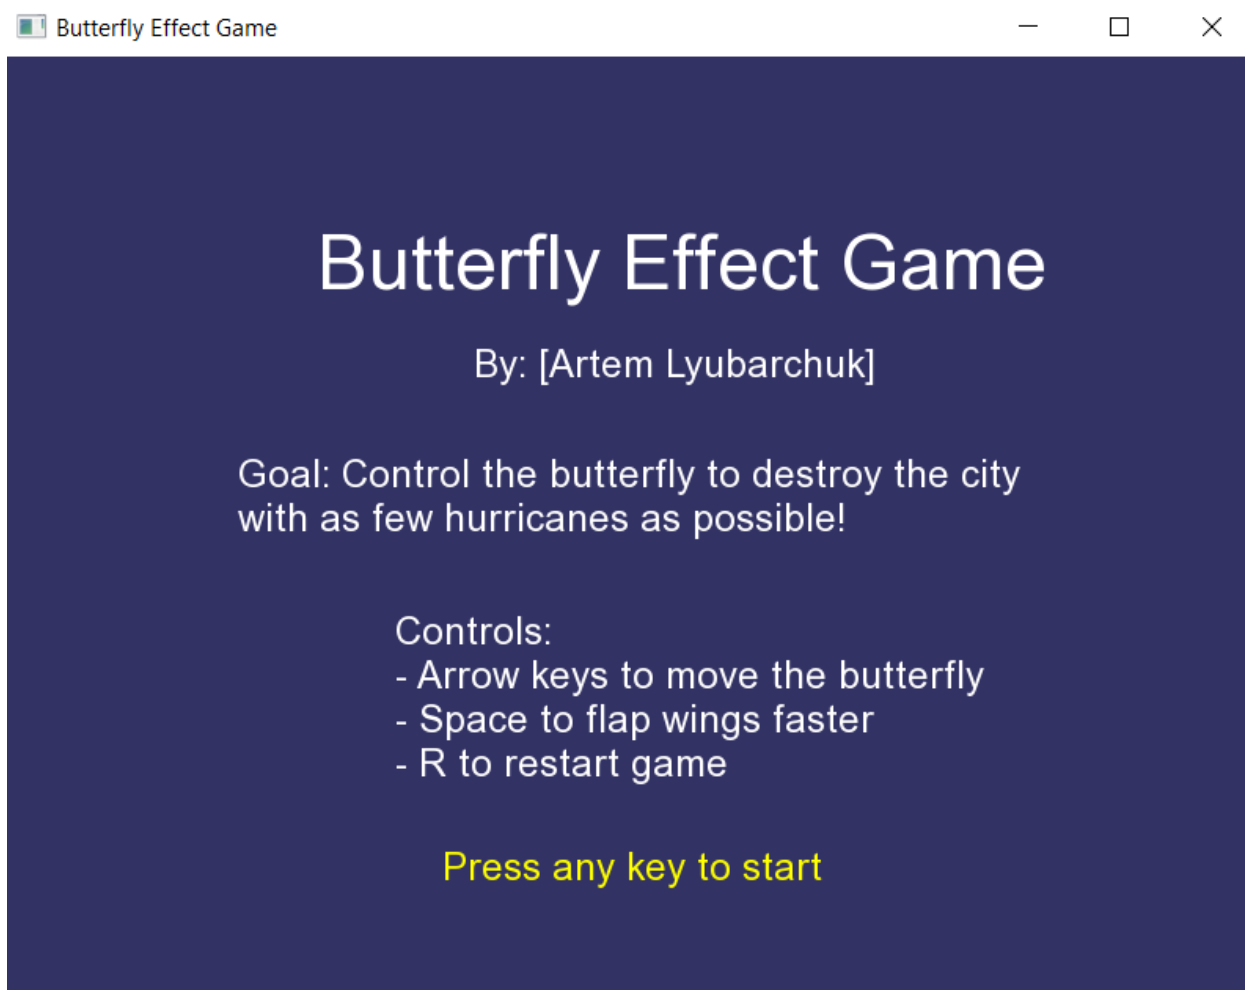 Butterfly Effect Game
Butterfly Effect Game
By: [Artem Lyubarchuk]
Goal: Control the butterfly to destroy the city
with as few hurricanes as possible!
Controls:
- Arrow keys to move the butterfly
- Space to flap wings faster
- R to restart game
Press any key to start